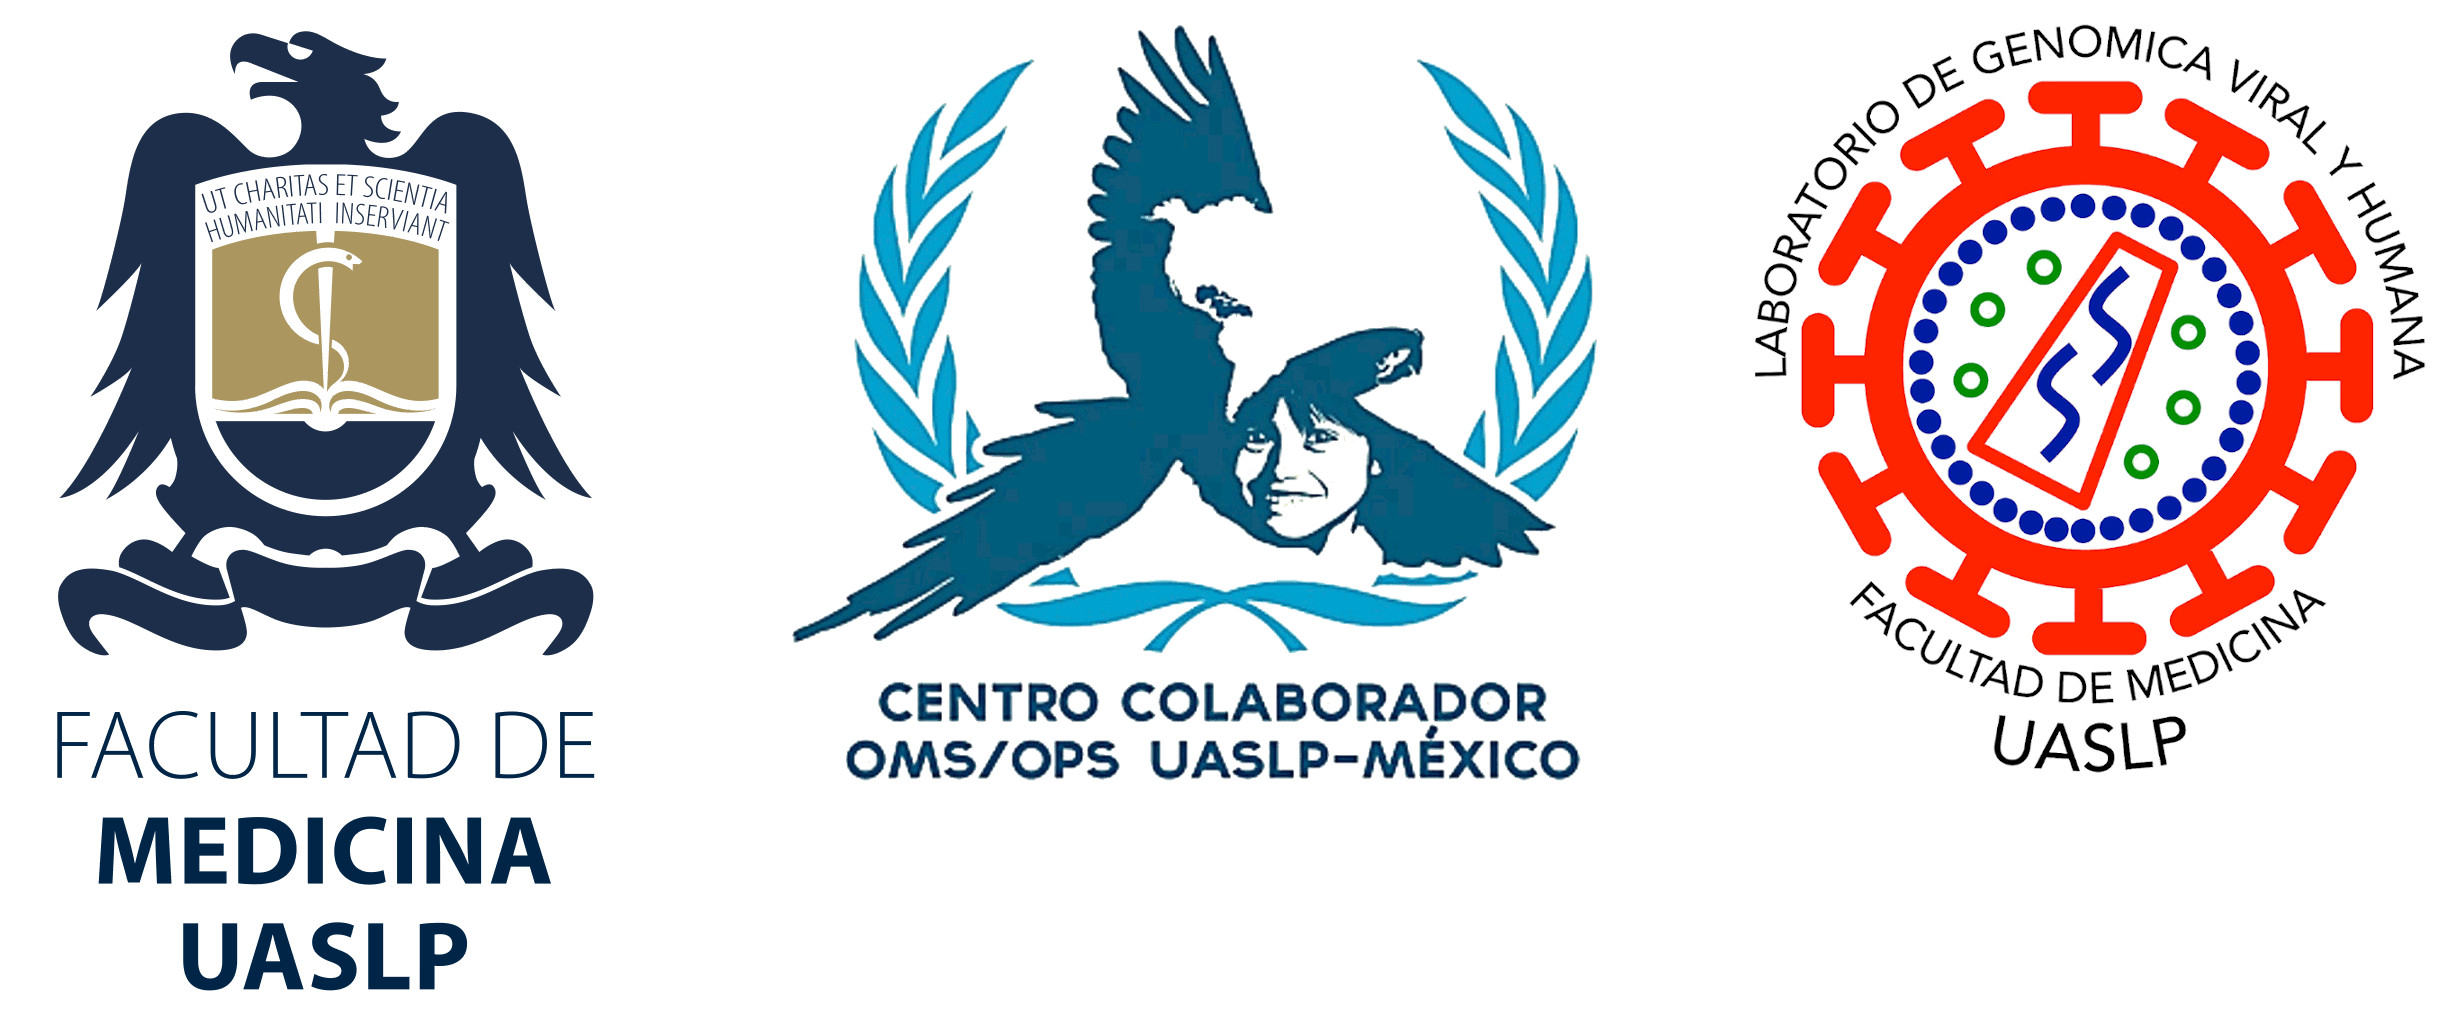 UT CHARITAS ET SCIENTIA
HUMANITATI INSERVIANT
FACULTAD DE
MEDICINA
UASLP
CENTRO COLABORADOR
OMS/OPS UASLP-MÉXICO
LABORATORIO DE GENOMICA VIRAL Y HUMANA
FACULTAD DE MEDICINA
UASLP